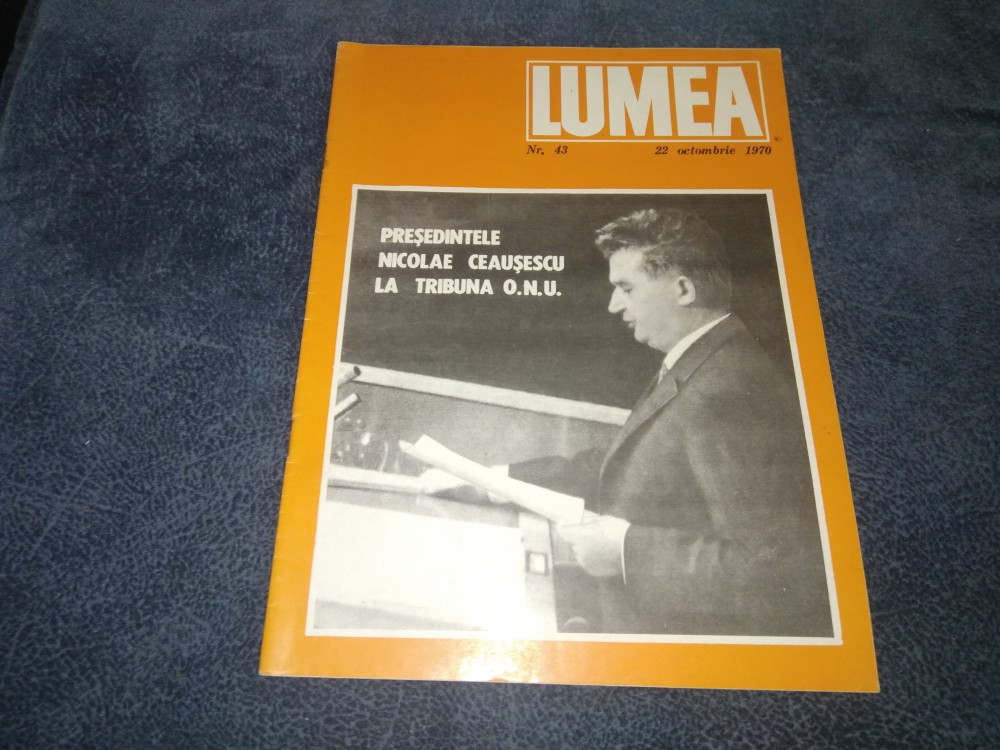 LUMEA
Nr. 43 22 octombrie 1970
PREŞEDINTELE
NICOLAE CEAUŞESCU
LA TRIBUNA O.N.U.